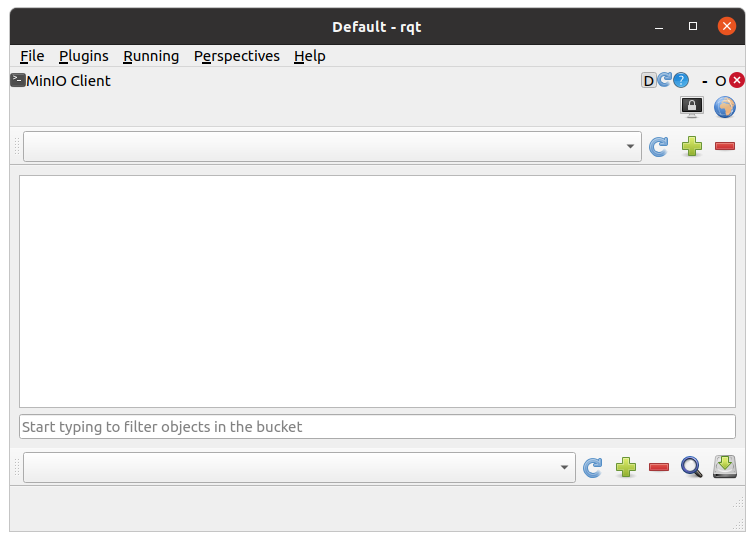 Default - rqt
File Plugins Running Perspectives Help
MinIO Client D ? - O
Start typing to filter objects in the bucket